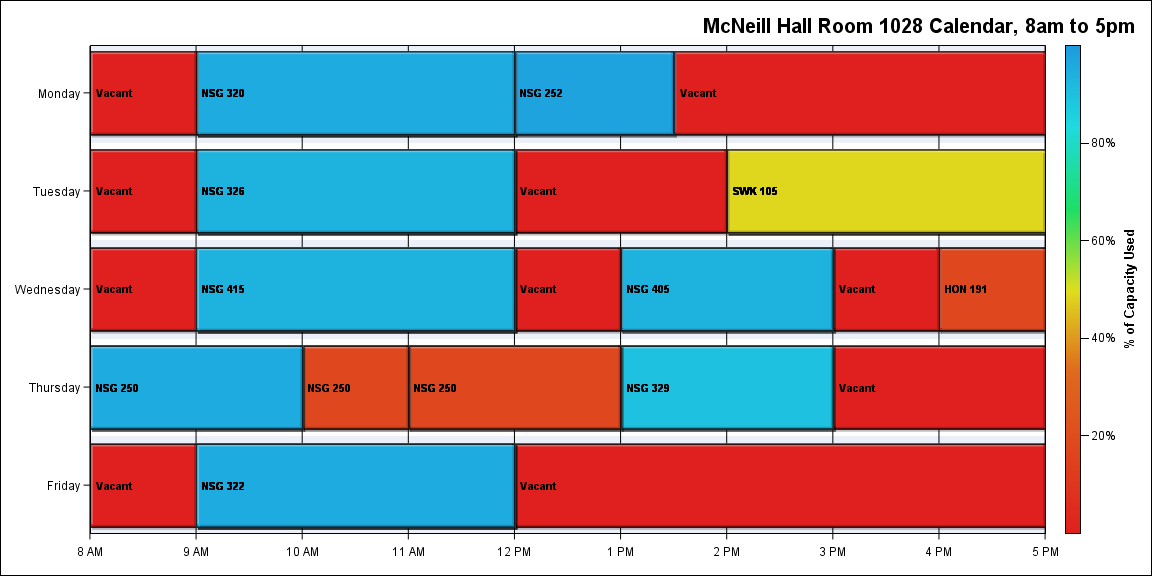 McNeill Hall Room 1028 Calendar, 8am to 5pm
Monday
Vacant
NSG 320
NSG 252
Vacant
Tuesday
Vacant
NSG 326
Vacant
SWK 105
Wednesday
Vacant
NSG 415
Vacant
NSG 405
Vacant
HON 191
Thursday
NSG 250
NSG 250
NSG 250
NSG 329
Vacant
Friday
Vacant
NSG 322
Vacant
8 AM
9 AM
10 AM
11 AM
12 PM
1 PM
2 PM
3 PM
4 PM
5 PM
80%
60%
40%
20%
% of Capacity Used